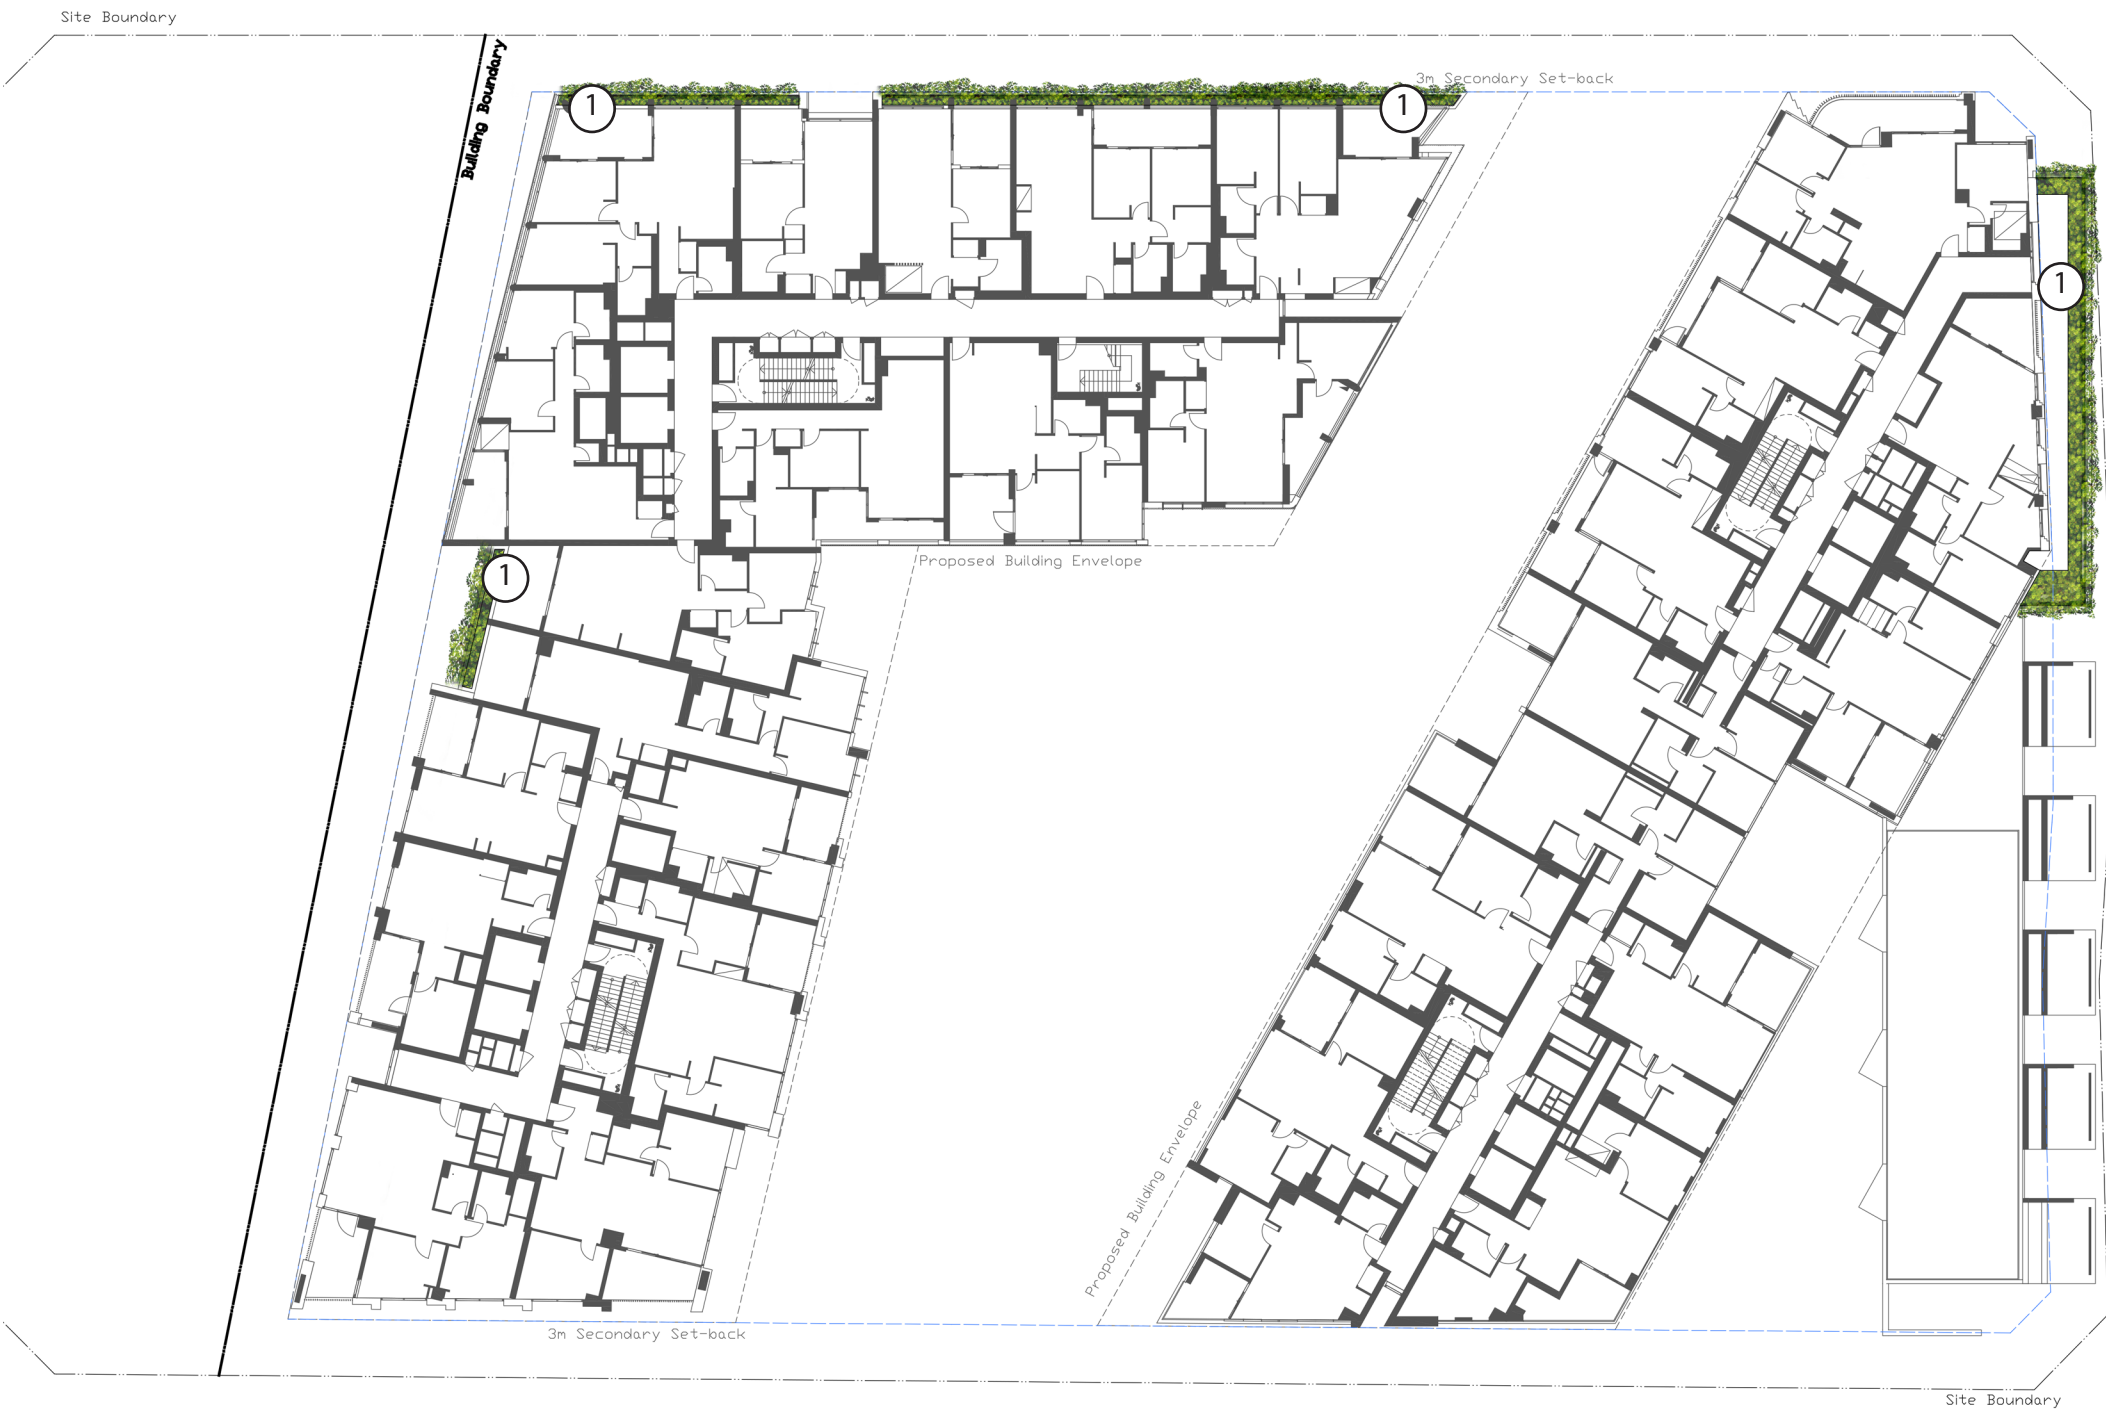 Site Boundary
Building Boundary
3m Secondary Set-back
1
1
1
Proposed Building Envelope
1
Proposed Building Envelope
3m Secondary Set-back
Site Boundary